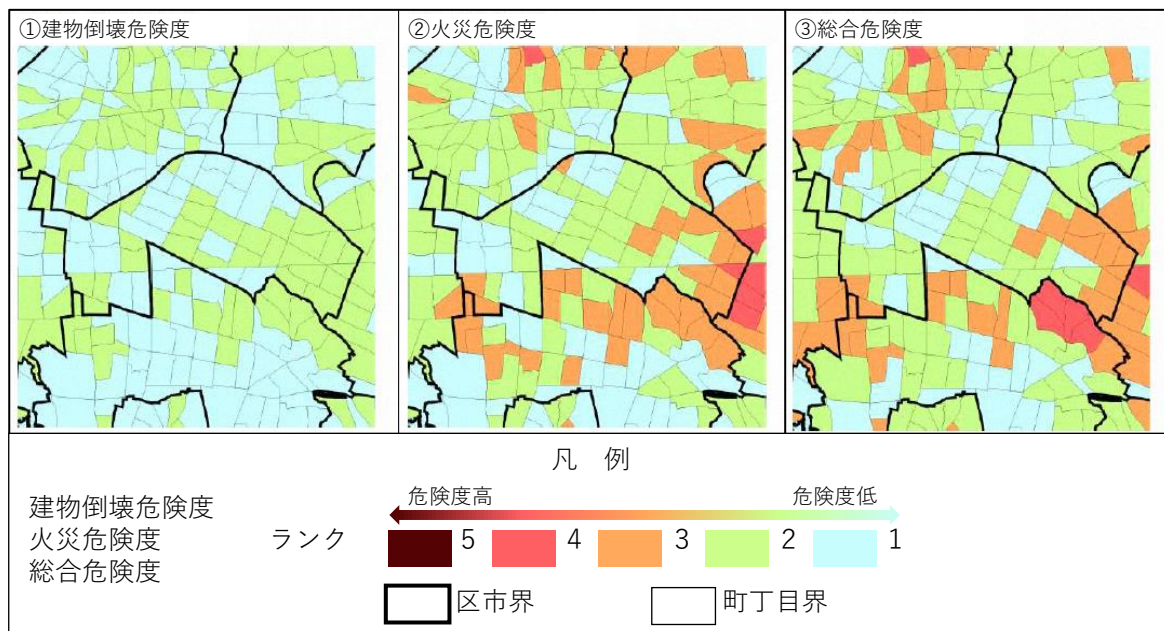 ①建物倒壊危険度
②火災危険度
③総合危険度
凡 例
危険度高
危険度低
建物倒壊危険度
火災危険度
総合危険度
ランク
5
4
3
2
1
区市界
町丁目界